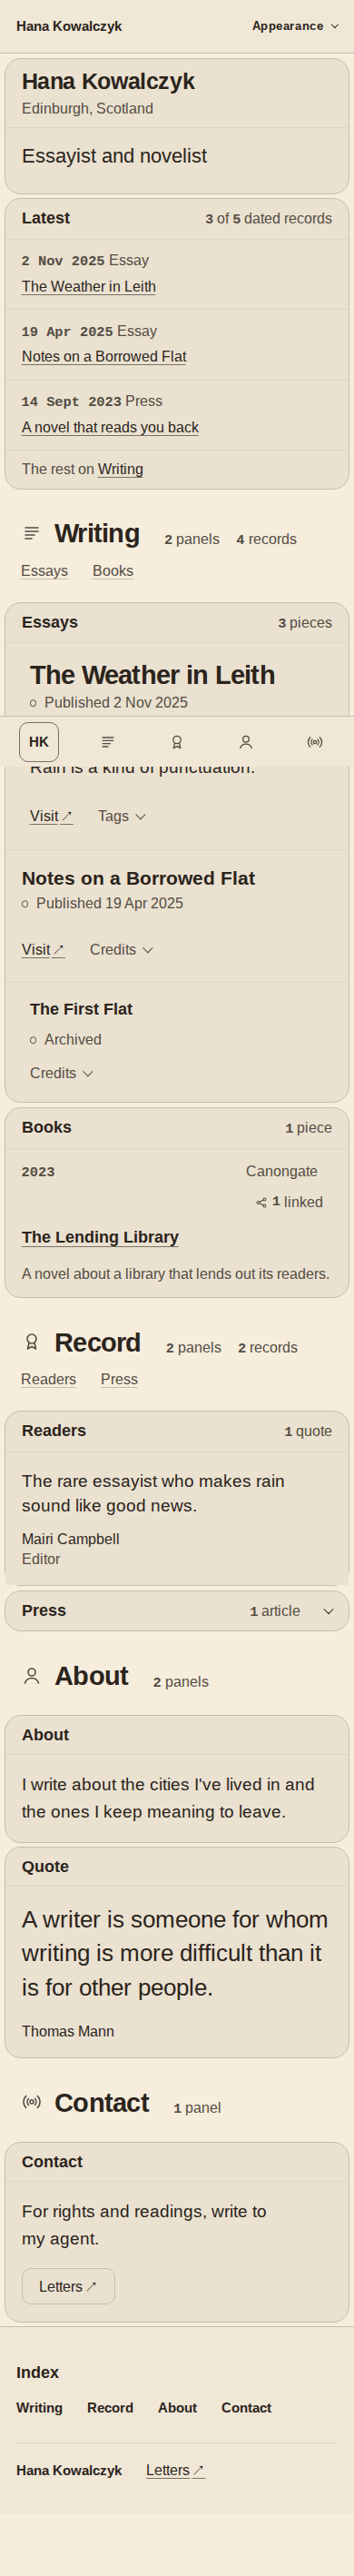 Hana Kowalczyk
Appearance
Hana Kowalczyk
Edinburgh, Scotland
Essayist and novelist
Latest
3 of 5 dated records
2 Nov 2025 Essay
The Weather in Leith
19 Apr 2025 Essay
Notes on a Borrowed Flat
14 Sept 2023 Press
A novel that reads you back
The rest on Writing
Writing
2 panels 4 records
Essays Books
Essays
3 pieces
The Weather in Leith
Published 2 Nov 2025
HK
Rain is a kind of punctuation.
Visit ↗ Tags
Notes on a Borrowed Flat
Published 19 Apr 2025
Visit ↗ Credits
The First Flat
Archived
Credits
Books
1 piece
2023
Canongate
1 linked
The Lending Library
A novel about a library that lends out its readers.
Record
2 panels 2 records
Readers Press
Readers
1 quote
The rare essayist who makes rain
sound like good news.
Mairi Campbell
Editor
Press
1 article
About
2 panels
About
I write about the cities I've lived in and
the ones I keep meaning to leave.
Quote
A writer is someone for whom
writing is more difficult than it
is for other people.
Thomas Mann
Contact
1 panel
Contact
For rights and readings, write to
my agent.
Letters ↗
Index
Writing Record About Contact
Hana Kowalczyk Letters ↗